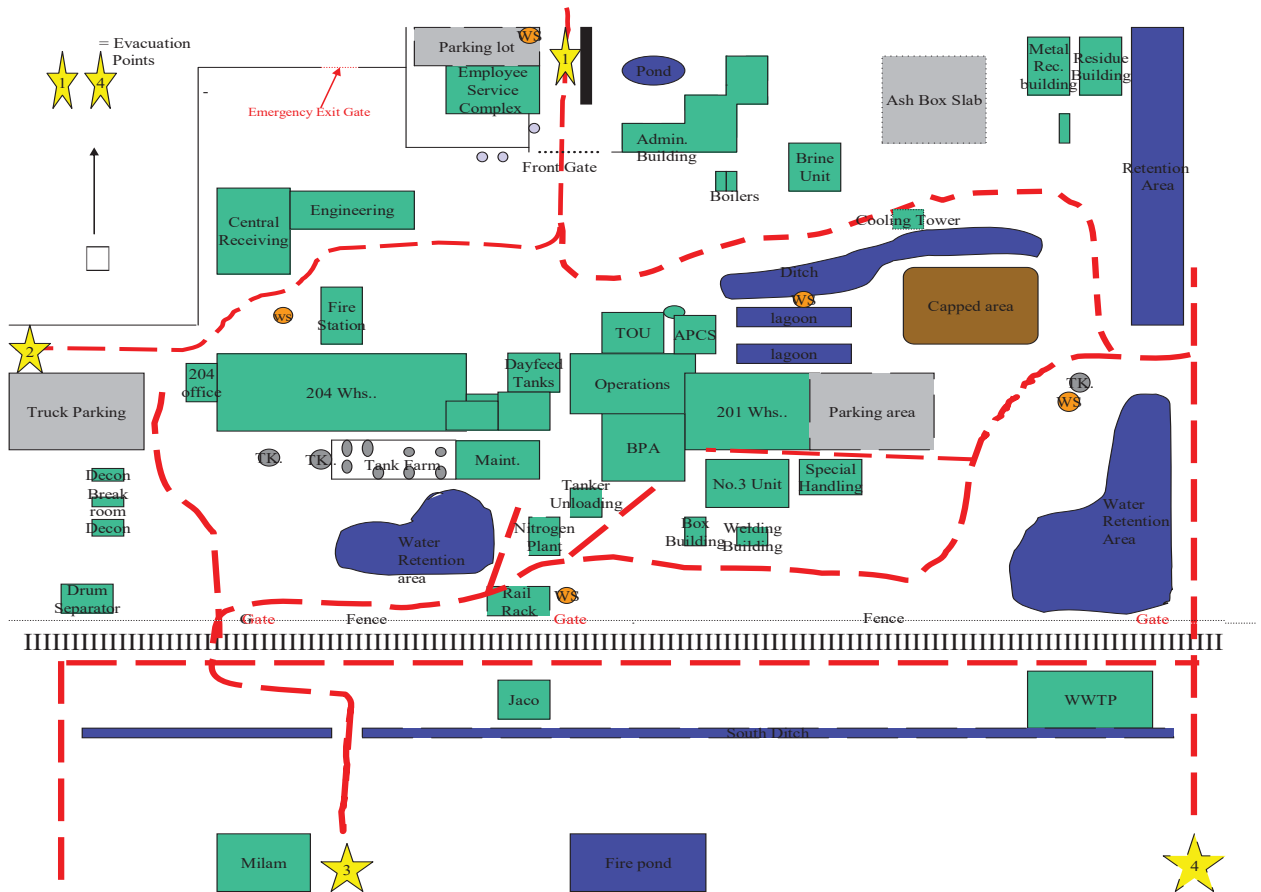 = Evacuation
Points
1
4
Emergency Exit Gate
-
Parking lot
WS
1
Employee
Service
Complex
Front Gate
Pond
Admin.
Building
Boilers
Brine
Unit
Ash Box Slab
Metal
Rec.
building
Residue
Building
Retention
Area
Central
Receiving
Engineering
Cooling Tower
Ditch
WS
lagoon
lagoon
Capped area
ws
Fire
Station
2
Truck Parking
204
office
204 Whs..
Dayfeed
Tanks
TOU
APCS
Operations
201 Whs..
Parking area
BPA
TK.
WS
TK.
TK..
Tank Farm
Maint.
No.3 Unit
Special
Handling
Decon
Break
room
Decon
Tanker
Unloading
Nitrogen
Plant
Box
Building
Welding
Building
Water
Retention
area
Water
Retention
Area
Drum
Separator
Rail
Rack
WS
G
Gate
Fence
Gate
Fence
Gate
Jaco
WWTP
South Ditch
Milam
3
Fire pond
4